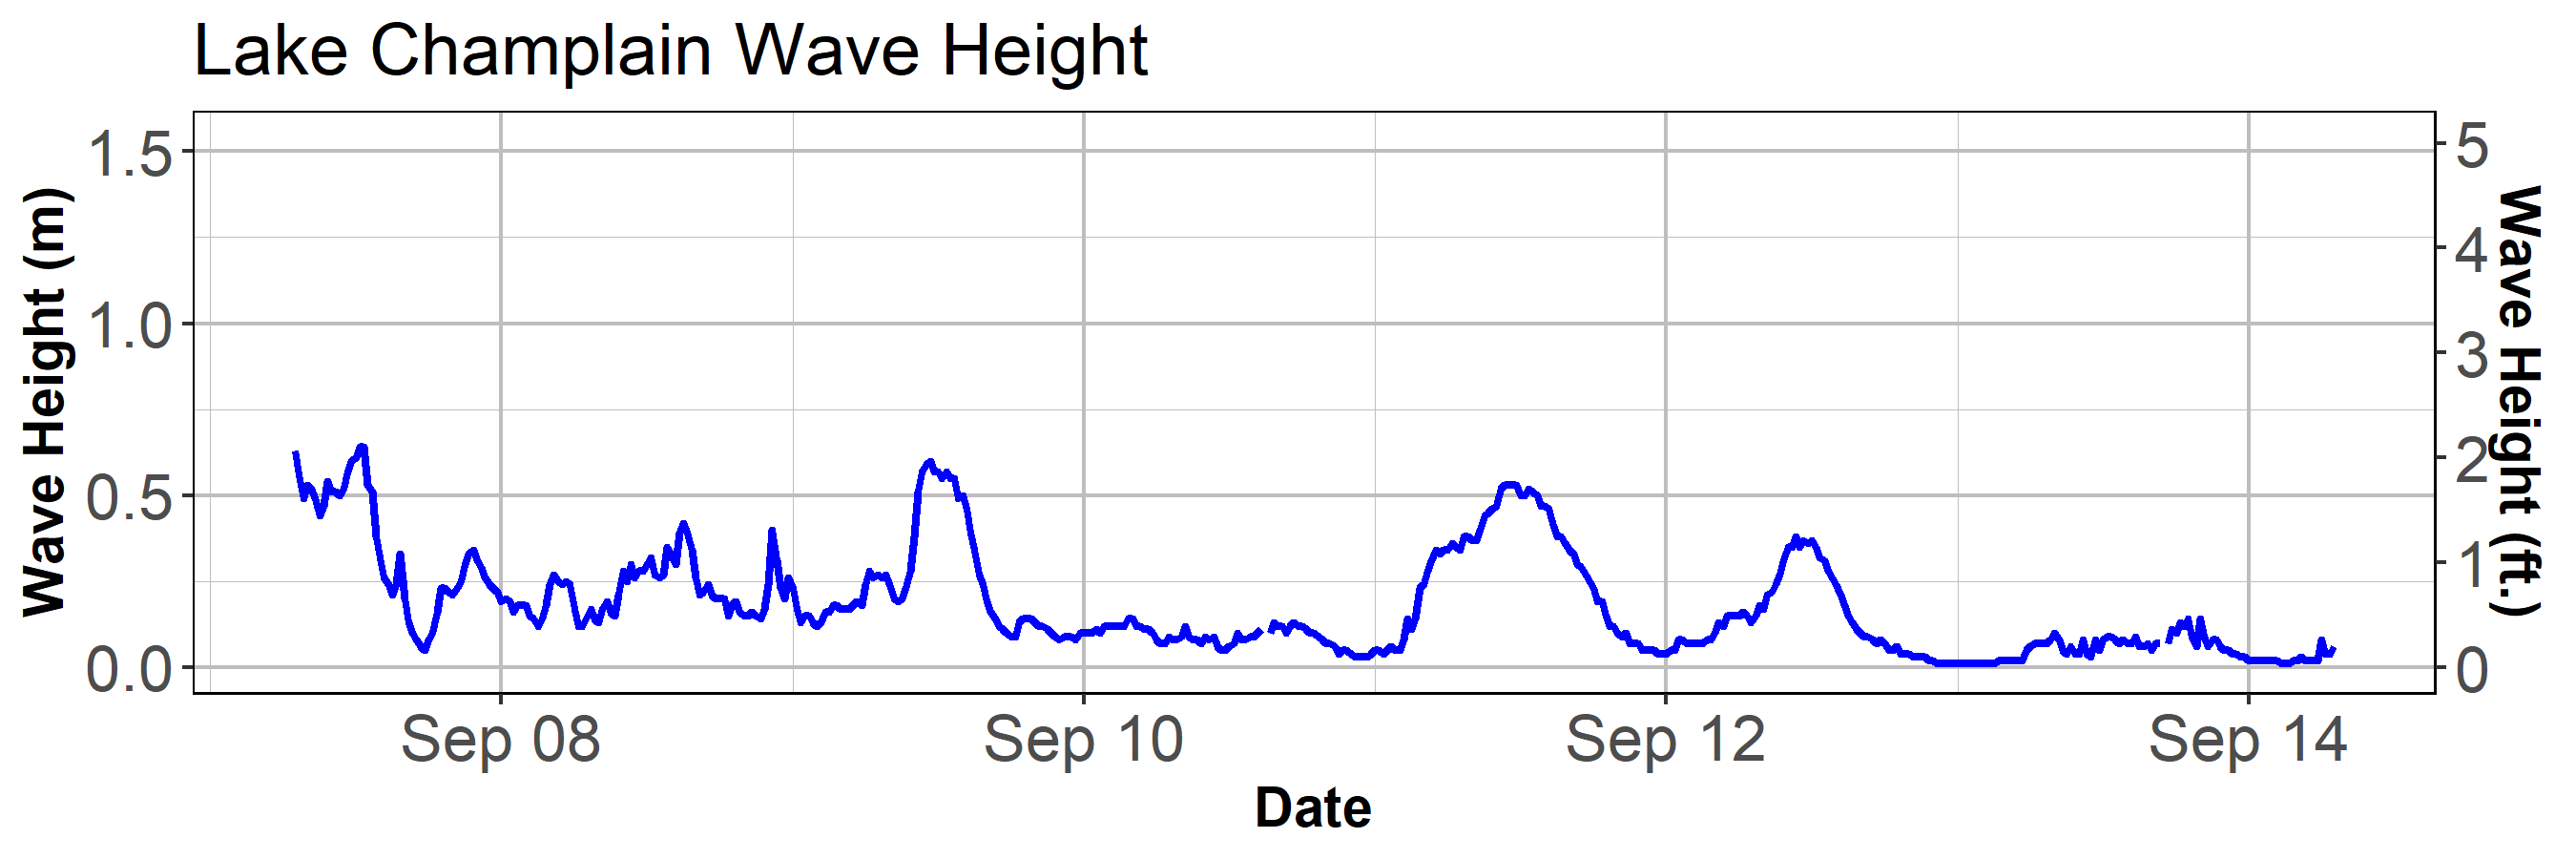 Lake Champlain Wave Height
Wave Height (m)
1.5
1.0
0.5
0.0
5
4
3
2
1
0
Wave Height (ft.)
Sep 08
Sep 10
Sep 12
Sep 14
Date